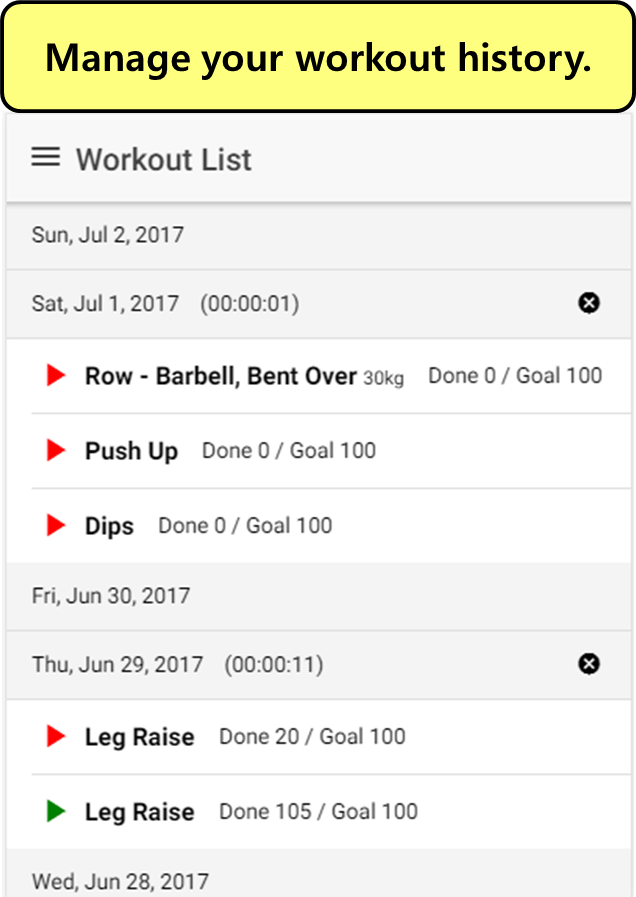 Manage your workout history.
Workout List
Sun, Jul 2, 2017
Sat, Jul 1, 2017 (00:00:01)
Row - Barbell, Bent Over 30kg Done 0 / Goal 100
Push Up Done 0 / Goal 100
Dips Done 0 / Goal 100
Fri, Jun 30, 2017
Thu, Jun 29, 2017 (00:00:11)
Leg Raise Done 20 / Goal 100
Leg Raise Done 105 / Goal 100
Wed, Jun 28, 2017